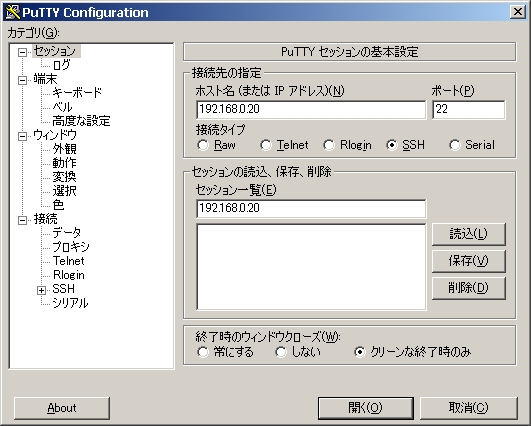 PuTTY Configuration
カテゴリ(G):
セッション
ログ
端末
キーボード
ベル
高度な設定
ウィンドウ
外観
動作
変換
選択
色
接続
データ
プロキシ
Telnet
Rlogin
SSH
シリアル
PuTTY セッションの基本設定
接続先の指定
ホスト名 (または IP アドレス)(N) ポート(P)
192.168.0.20 22
接続タイプ
Raw Telnet Rlogin SSH Serial
セッションの読込、保存、削除
セッション一覧(E)
192.168.0.20
読込(L)
保存(V)
削除(D)
終了時のウィンドウクローズ(W):
常にする しない クリーンな終了時のみ
About 開く(O) 取消(C)